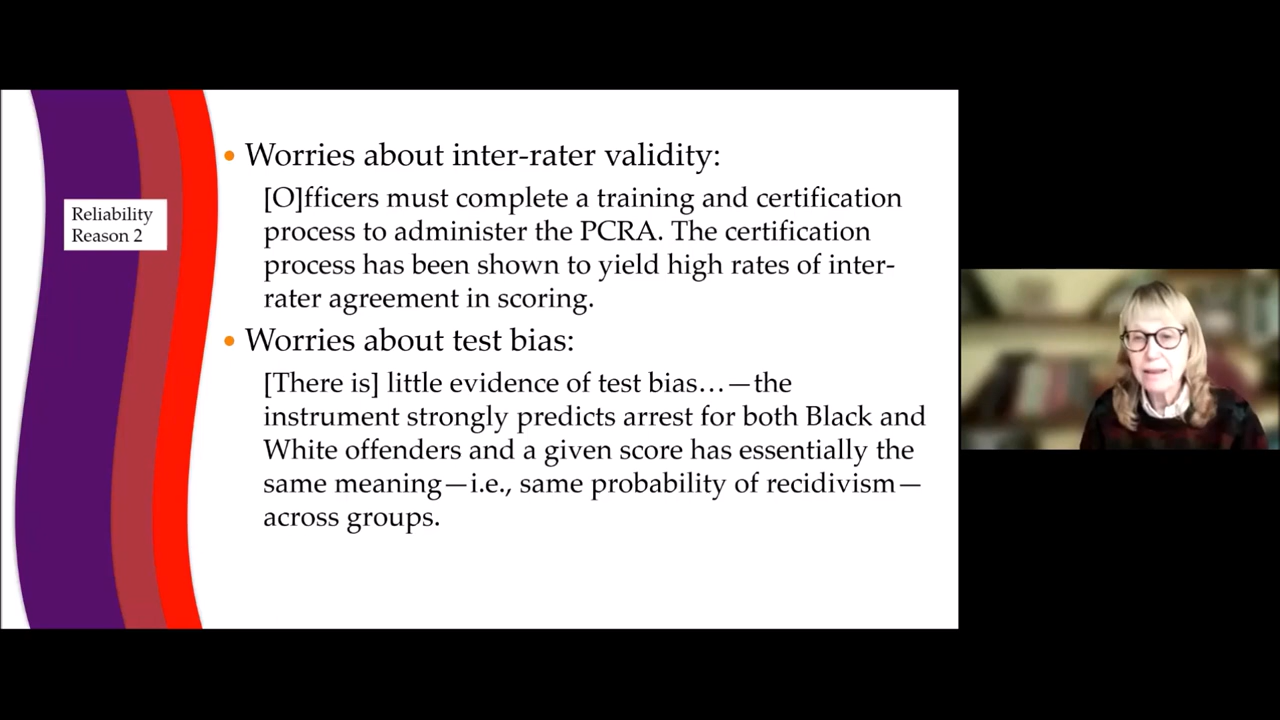 Reliability
Reason 2
• Worries about inter-rater validity:
[O]fficers must complete a training and certification
process to administer the PCRA. The certification
process has been shown to yield high rates of inter-
rater agreement in scoring.
• Worries about test bias:
[There is] little evidence of test bias…—the
instrument strongly predicts arrest for both Black and
White offenders and a given score has essentially the
same meaning—i.e., same probability of recidivism—
across groups.